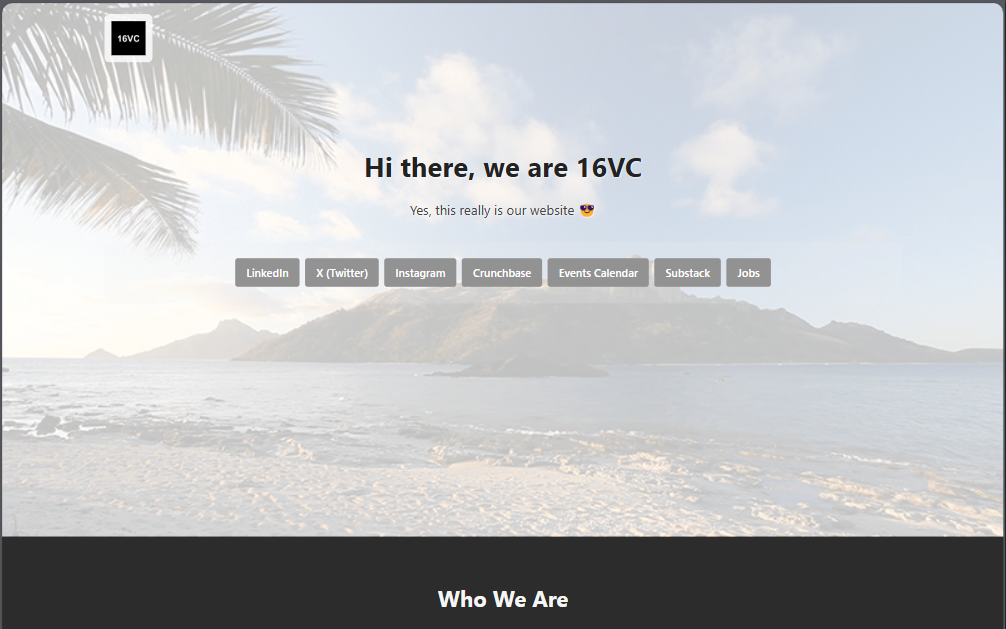 16VC
Hi there, we are 16VC
Yes, this really is our website 😎
LinkedIn X (Twitter) Instagram Crunchbase Events Calendar Substack Jobs
Who We Are